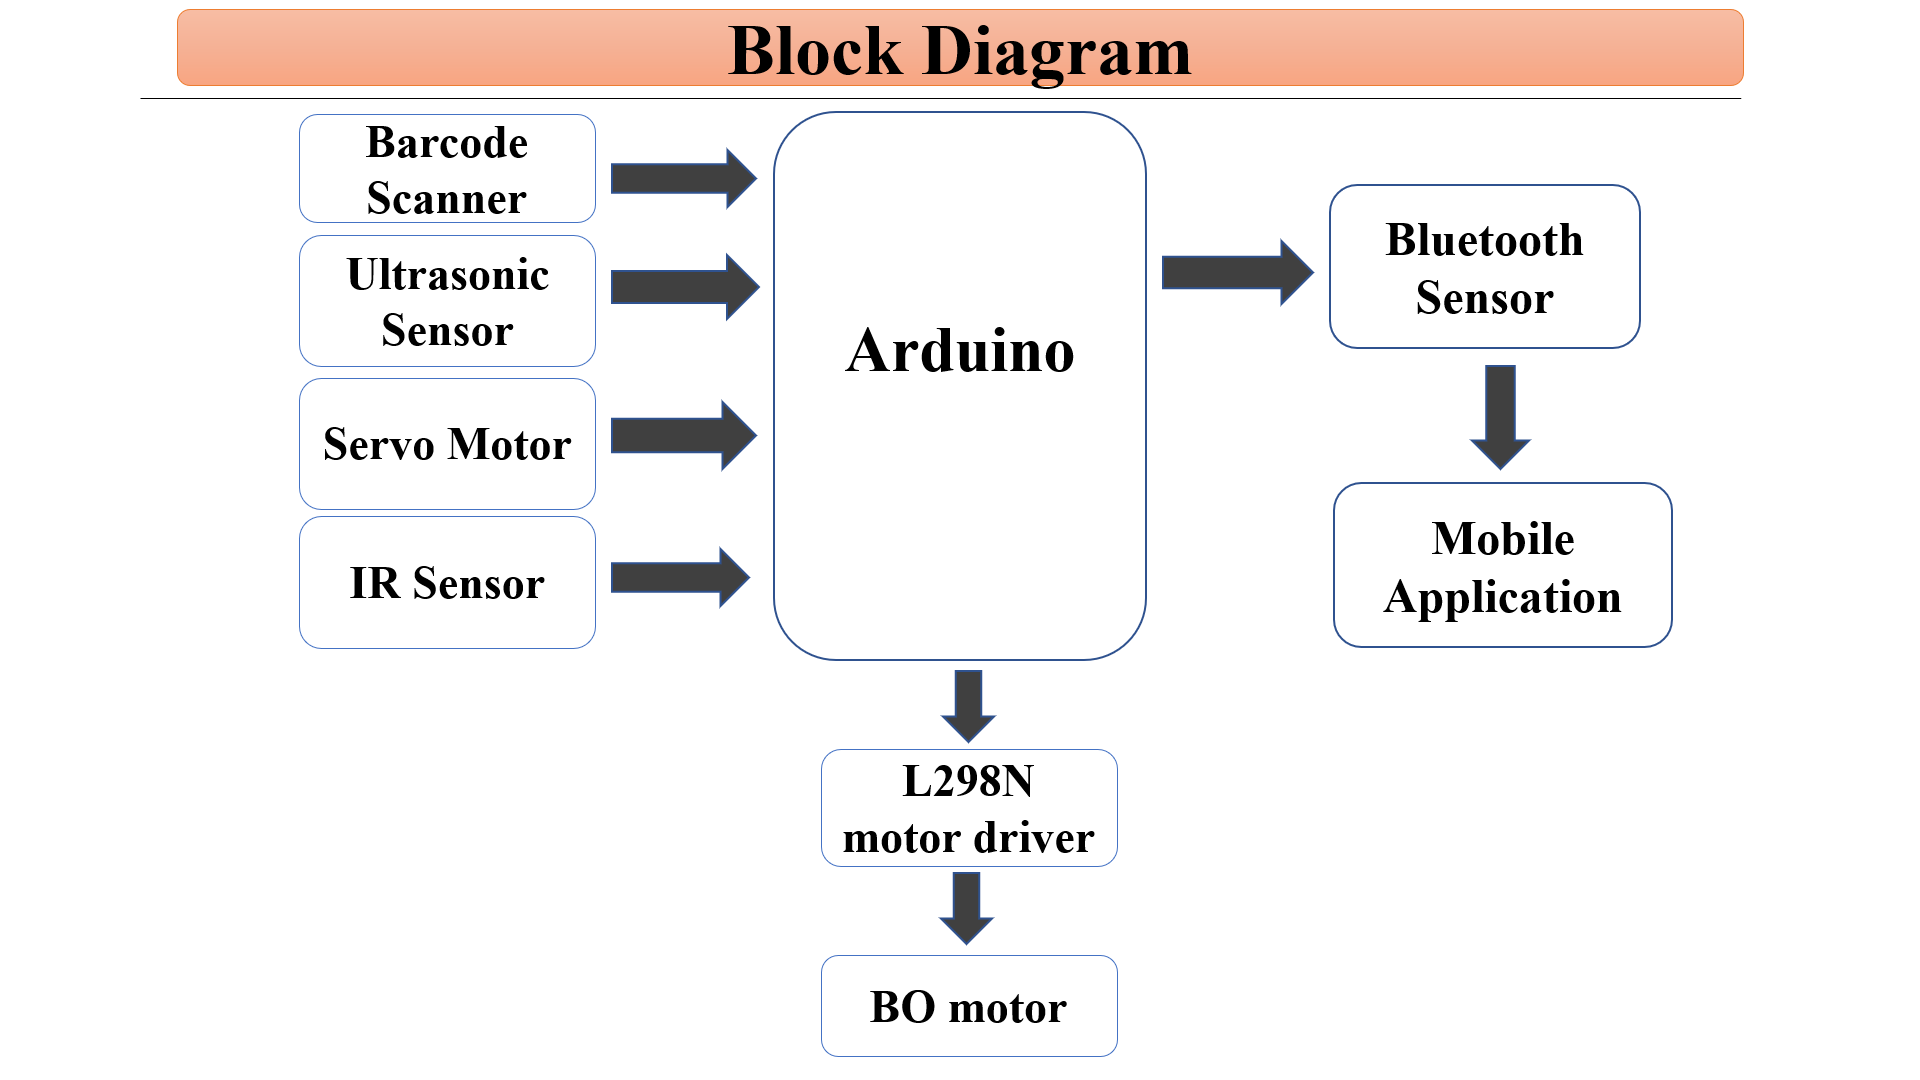 Block Diagram
Barcode
Scanner
Ultrasonic
Sensor
Servo Motor
IR Sensor
Arduino
Bluetooth
Sensor
Mobile
Application
L298N
motor driver
BO motor